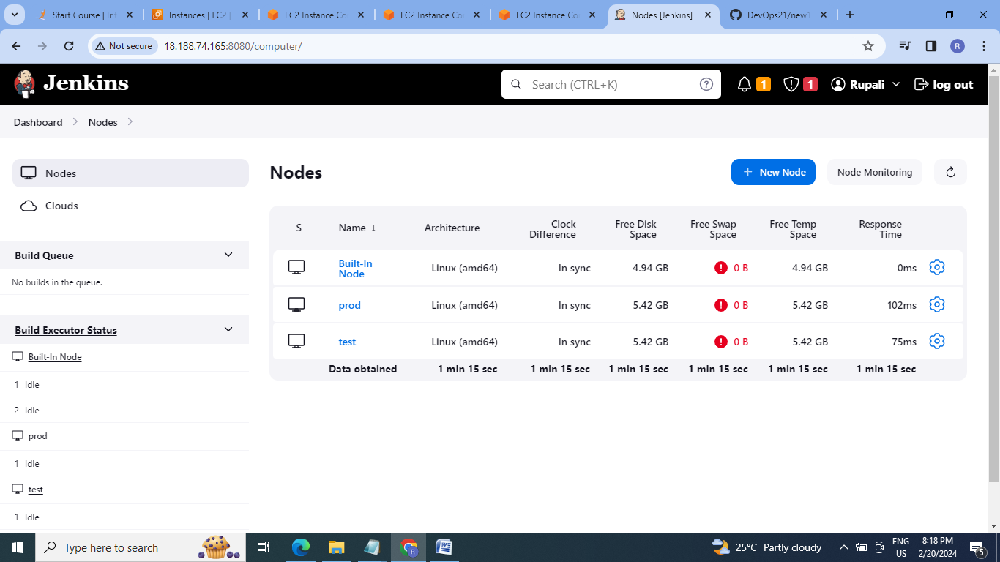 Start Course | Int
Instances | EC2 |
EC2 Instance Co
EC2 Instance Co
EC2 Instance Co
Nodes [Jenkins]
DevOps21/new1
Not secure
18.188.74.165:8080/computer/
R
Jenkins
Search (CTRL+K)
?
1
1
Rupali
log out
Dashboard
Nodes
Nodes
Clouds
Nodes
+ New Node
Node Monitoring
S Name ↓ Architecture Clock Difference Free Disk Space Free Swap Space Free Temp Space Response Time
Built-In Node Linux (amd64) In sync 4.94 GB ! 0 B 4.94 GB 0ms
prod Linux (amd64) In sync 5.42 GB ! 0 B 5.42 GB 102ms
test Linux (amd64) In sync 5.42 GB ! 0 B 5.42 GB 75ms
Data obtained 1 min 15 sec 1 min 15 sec 1 min 15 sec 1 min 15 sec 1 min 15 sec 1 min 15 sec
Build Queue
No builds in the queue.
Build Executor Status
Built-In Node
1 Idle
2 Idle
prod
1 Idle
test
1 Idle
Type here to search
R
W
25°C Partly cloudy
ENG
US
8:18 PM
2/20/2024
5